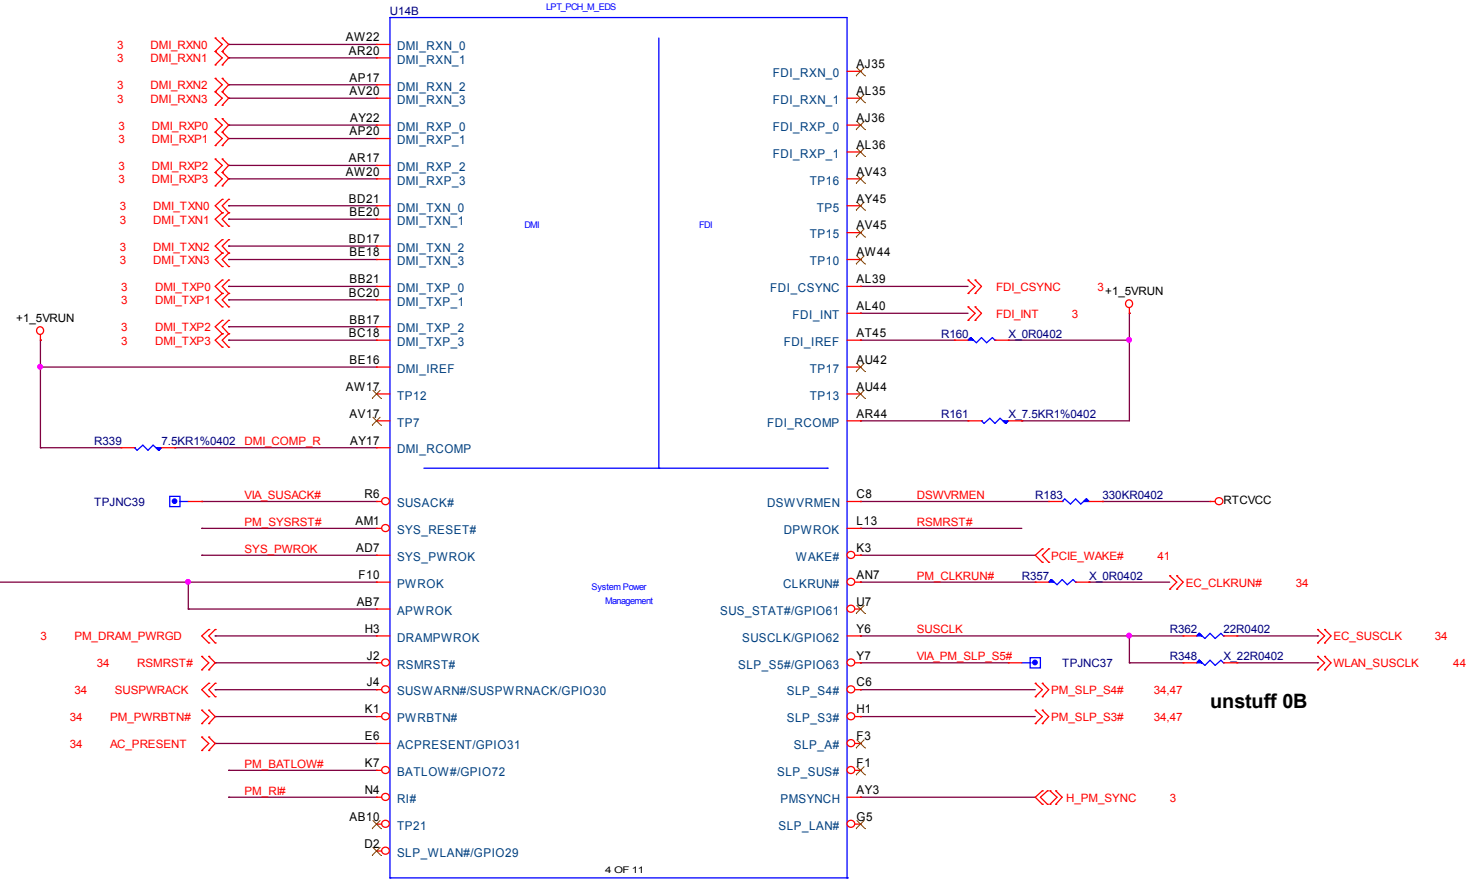 U14B LPT_PCH_M_EDS
3 DMI_RXN0 AW22 DMI_RXN_0
3 DMI_RXN1 AR20 DMI_RXN_1
3 DMI_RXN2 AP17 DMI_RXN_2
3 DMI_RXN3 AV20 DMI_RXN_3
3 DMI_RXP0 AY22 DMI_RXP_0
3 DMI_RXP1 AP20 DMI_RXP_1
3 DMI_RXP2 AR17 DMI_RXP_2
3 DMI_RXP3 AW20 DMI_RXP_3
3 DMI_TXN0 BD21 DMI_TXN_0
3 DMI_TXN1 BE20 DMI_TXN_1
3 DMI_TXN2 BD17 DMI_TXN_2
3 DMI_TXN3 BE18 DMI_TXN_3
3 DMI_TXP0 BB21 DMI_TXP_0
3 DMI_TXP1 BC20 DMI_TXP_1
3 DMI_TXP2 BB17 DMI_TXP_2
3 DMI_TXP3 BC18 DMI_TXP_3
+1_5VRUN
BE16 DMI_IREF
AW17 TP12
AV17 TP7
R339 7.5KR1%0402 DMI_COMP_R AY17 DMI_RCOMP
DMI FDI
FDI_RXN_0 AJ35
FDI_RXN_1 AL35
FDI_RXP_0 AJ36
FDI_RXP_1 AL36
TP16 AV43
TP5 AY45
TP15 AV45
TP10 AW44
FDI_CSYNC AL39 FDI_CSYNC 3
+1_5VRUN
FDI_INT AL40 FDI_INT 3
FDI_IREF AT45 R160 X_0R0402
TP17 AU42
TP13 AU44
FDI_RCOMP AR44 R161 X_7.5KR1%0402
TPJNC39 VIA_SUSACK# R6 SUSACK#
PM_SYSRST# AM1 SYS_RESET#
SYS_PWROK AD7 SYS_PWROK
F10 PWROK
AB7 APWROK
3 PM_DRAM_PWRGD H3 DRAMPWROK
34 RSMRST# J2 RSMRST#
34 SUSPWRACK J4 SUSWARN#/SUSPWRNACK/GPIO30
34 PM_PWRBTN# K1 PWRBTN#
34 AC_PRESENT E6 ACPRESENT/GPIO31
PM_BATLOW# K7 BATLOW#/GPIO72
PM_RI# N4 RI#
AB10 TP21
D2 SLP_WLAN#/GPIO29
System Power
Management
DSWVRMEN C8 DSWVRMEN R183 330KR0402 RTCVCC
DPWROK L13 RSMRST#
WAKE# K3 PCIE_WAKE# 41
CLKRUN# AN7 PM_CLKRUN# R357 X_0R0402 EC_CLKRUN# 34
SUS_STAT#/GPIO61 U7
SUSCLK/GPIO62 Y6 SUSCLK R362 22R0402 EC_SUSCLK 34
SLP_S5#/GPIO63 Y7 VIA_PM_SLP_S5# TPJNC37 R348 X_22R0402 WLAN_SUSCLK 44
SLP_S4# C6 PM_SLP_S4# 34,47
unstuff 0B
SLP_S3# H1 PM_SLP_S3# 34,47
SLP_A# F3
SLP_SUS# F1
PMSYNCH AY3 H_PM_SYNC 3
SLP_LAN# G5
4 OF 11